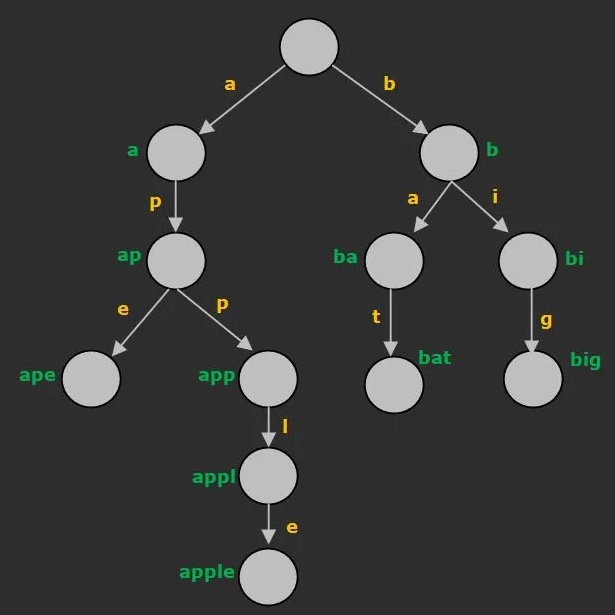 a b
a b
p a i
ap ba bi
e p t g
ape app bat big
l
appl
e
apple